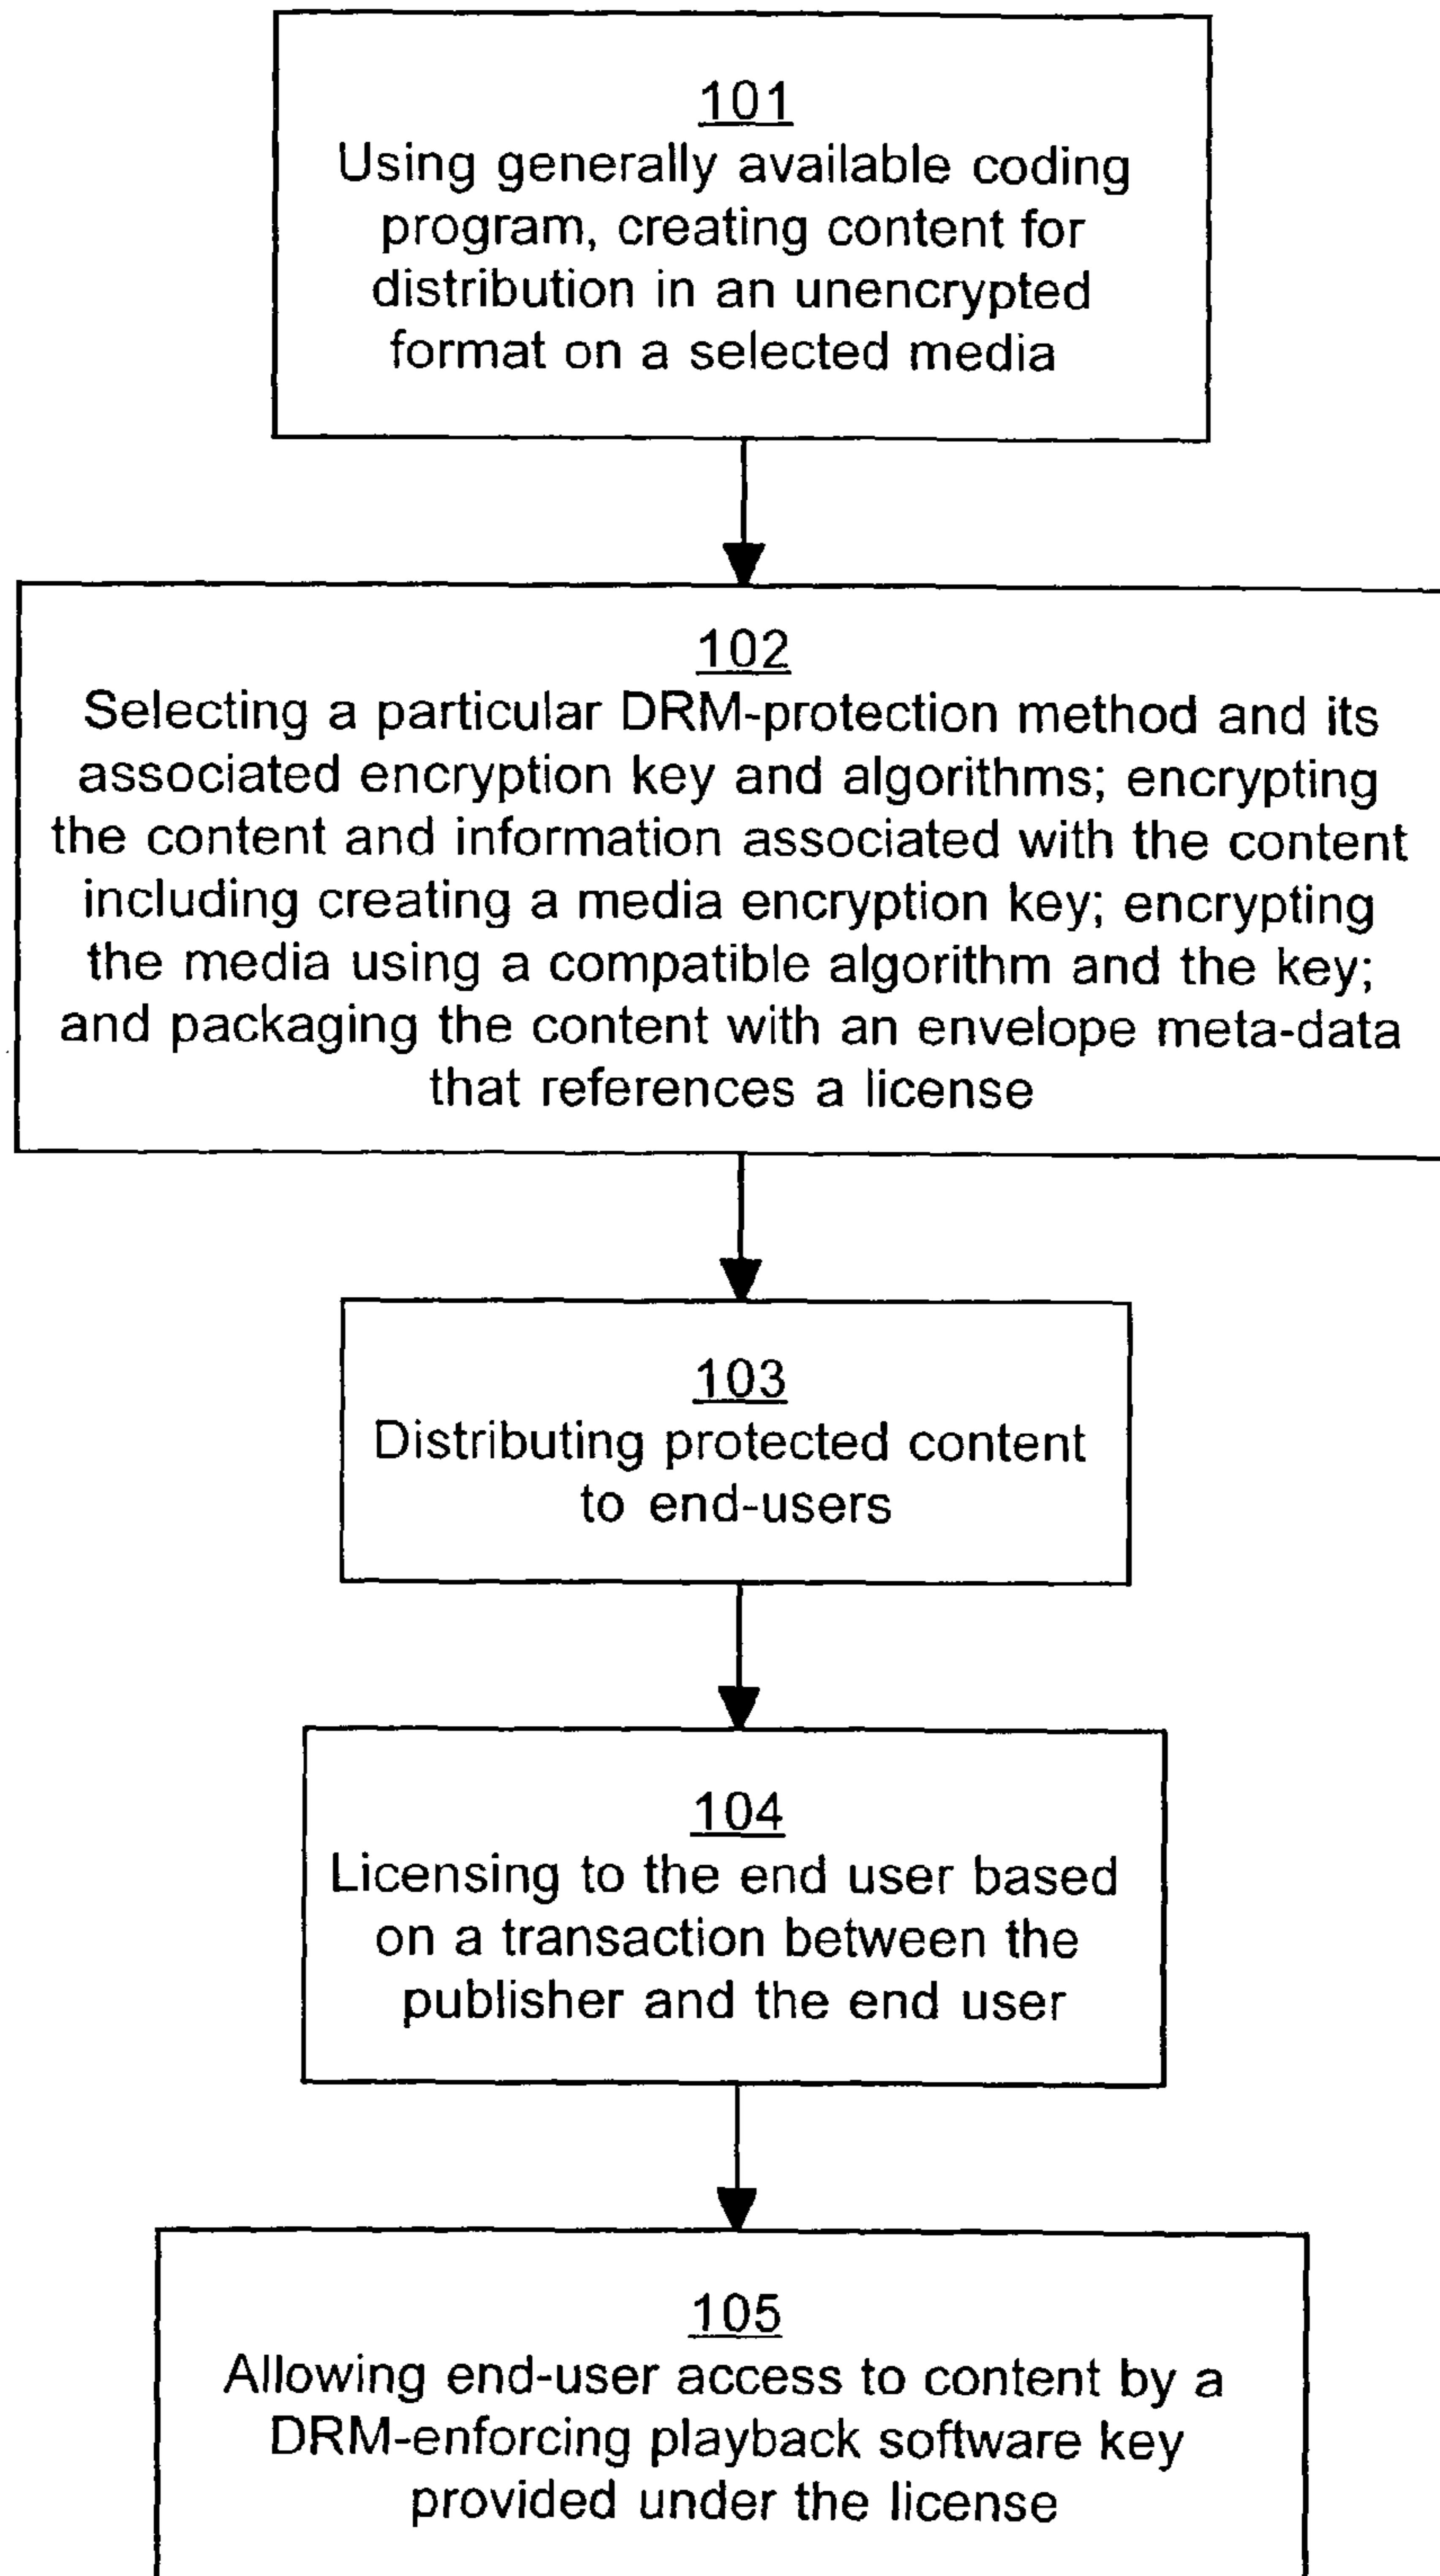 101
Using generally available coding
program, creating content for
distribution in an unencrypted
format on a selected media
102
Selecting a particular DRM-protection method and its
associated encryption key and algorithms; encrypting
the content and information associated with the content
including creating a media encryption key; encrypting
the media using a compatible algorithm and the key;
and packaging the content with an envelope meta-data
that references a license
103
Distributing protected content
to end-users
104
Licensing to the end user based
on a transaction between the
publisher and the end user
105
Allowing end-user access to content by a
DRM-enforcing playback software key
provided under the license